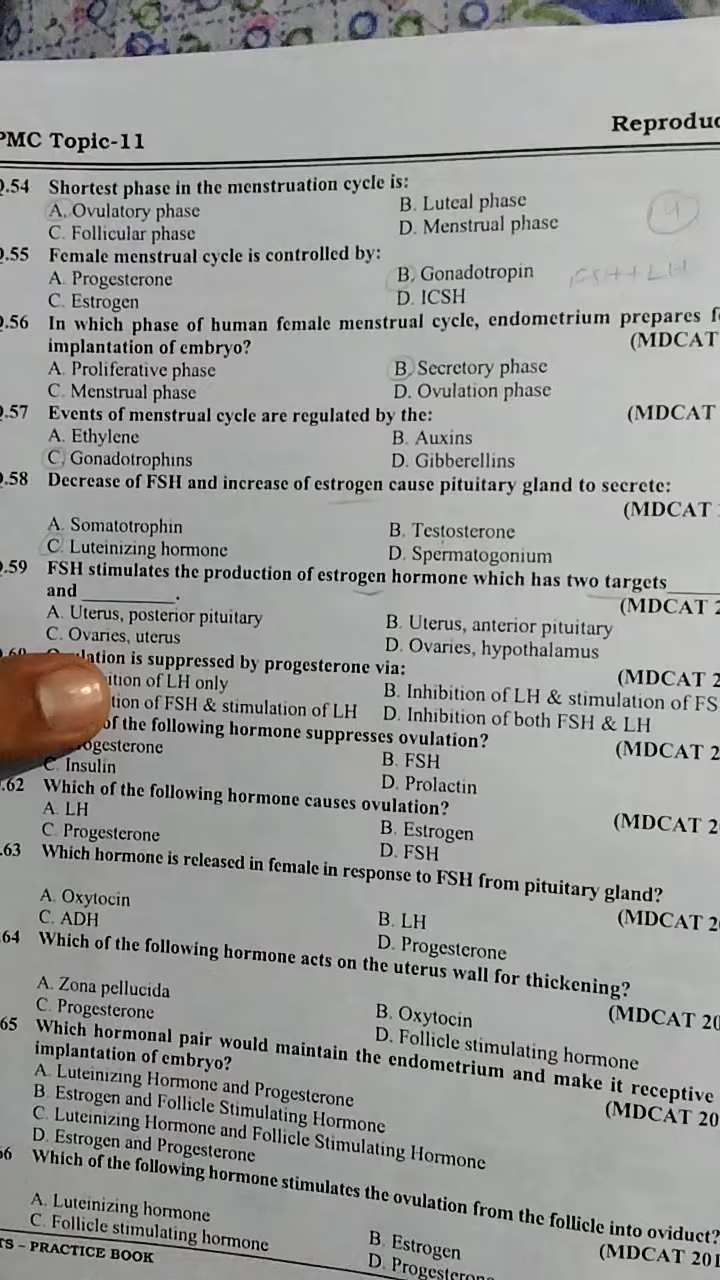 PMC Topic-11
Reproduc
Q.54 Shortest phase in the menstruation cycle is:
A. Ovulatory phase B. Luteal phase
C. Follicular phase D. Menstrual phase
Q.55 Female menstrual cycle is controlled by:
A. Progesterone B. Gonadotropin
C. Estrogen D. ICSH
Q.56 In which phase of human female menstrual cycle, endometrium prepares f
implantation of embryo? (MDCAT
A. Proliferative phase B. Secretory phase
C. Menstrual phase D. Ovulation phase
Q.57 Events of menstrual cycle are regulated by the: (MDCAT
A. Ethylene B. Auxins
C. Gonadotrophins D. Gibberellins
Q.58 Decrease of FSH and increase of estrogen cause pituitary gland to secrete:
(MDCAT
A. Somatotrophin B. Testosterone
C. Luteinizing hormone D. Spermatogonium
Q.59 FSH stimulates the production of estrogen hormone which has two targets ____
and ________. (MDCAT 2
A. Uterus, posterior pituitary B. Uterus, anterior pituitary
C. Ovaries, uterus D. Ovaries, hypothalamus
lation is suppressed by progesterone via: (MDCAT 2
ition of LH only B. Inhibition of LH & stimulation of FS
tion of FSH & stimulation of LH D. Inhibition of both FSH & LH
of the following hormone suppresses ovulation? (MDCAT 2
ogesterone B. FSH
C. Insulin D. Prolactin
.62 Which of the following hormone causes ovulation? (MDCAT 2
A. LH B. Estrogen
C. Progesterone D. FSH
.63 Which hormone is released in female in response to FSH from pituitary gland?
(MDCAT 20
A. Oxytocin B. LH
C. ADH D. Progesterone
64 Which of the following hormone acts on the uterus wall for thickening?
(MDCAT 20
A. Zona pellucida B. Oxytocin
C. Progesterone D. Follicle stimulating hormone
65 Which hormonal pair would maintain the endometrium and make it receptive
implantation of embryo? (MDCAT 20
A. Luteinizing Hormone and Progesterone
B. Estrogen and Follicle Stimulating Hormone
C. Luteinizing Hormone and Follicle Stimulating Hormone
D. Estrogen and Progesterone
66 Which of the following hormone stimulates the ovulation from the follicle into oviduct?
(MDCAT 201
A. Luteinizing hormone B. Estrogen
C. Follicle stimulating hormone D. Progesteron
TS – PRACTICE BOOK